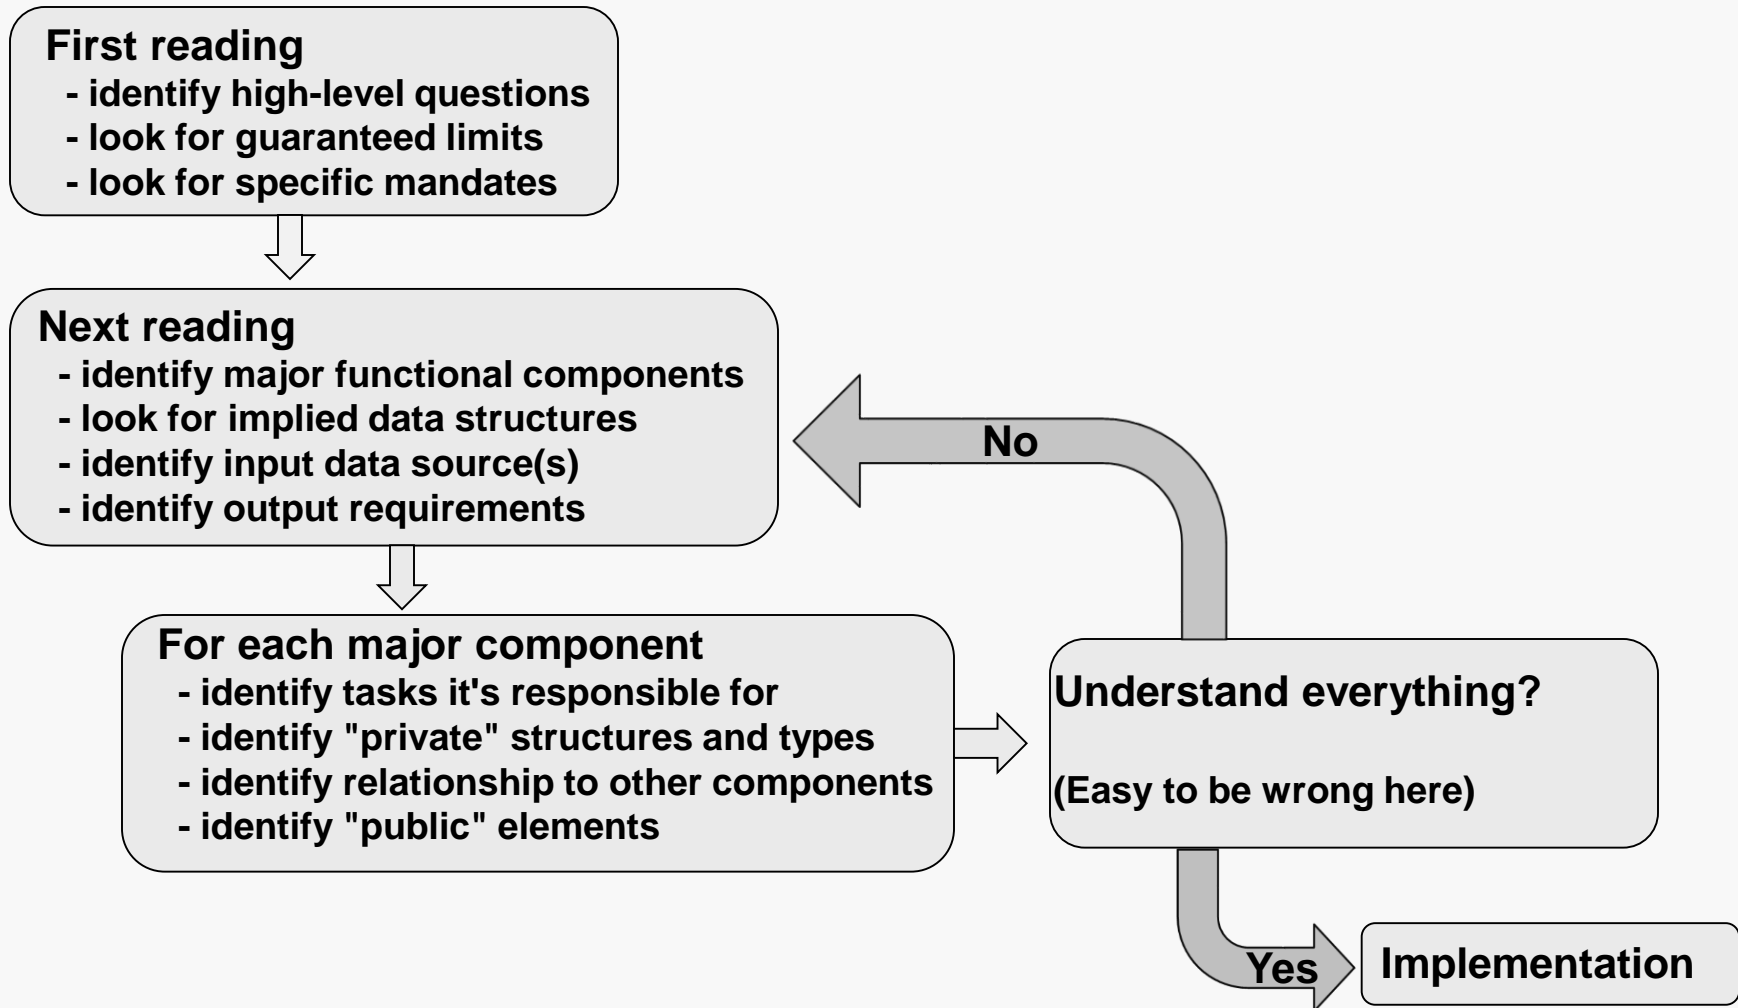 First reading
- identify high-level questions
- look for guaranteed limits
- look for specific mandates
Next reading
- identify major functional components
- look for implied data structures
- identify input data source(s)
- identify output requirements
For each major component
- identify tasks it's responsible for
- identify "private" structures and types
- identify relationship to other components
- identify "public" elements
Understand everything?
(Easy to be wrong here)
No
Yes
Implementation